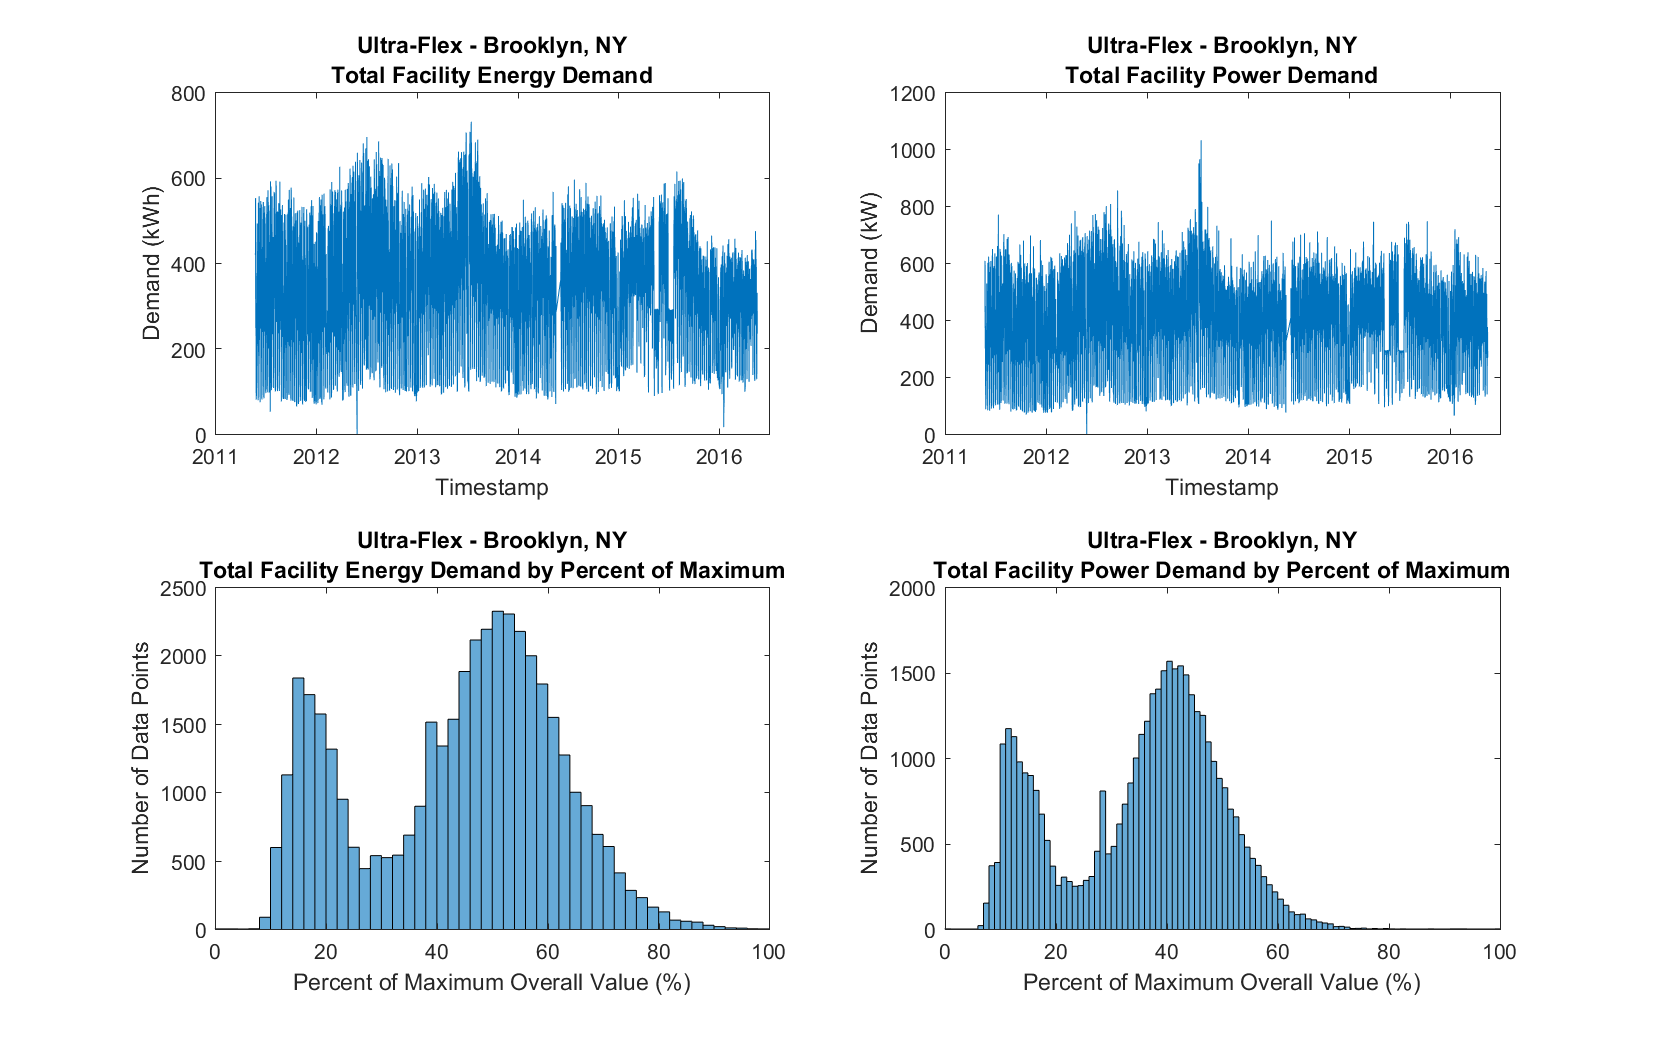 Ultra-Flex - Brooklyn, NY
Total Facility Energy Demand
800
600
400
200
0
Demand (kWh)
2011 2012 2013 2014 2015 2016
Timestamp
Ultra-Flex - Brooklyn, NY
Total Facility Power Demand
1200
1000
800
600
400
200
0
Demand (kW)
2011 2012 2013 2014 2015 2016
Timestamp
Ultra-Flex - Brooklyn, NY
Total Facility Energy Demand by Percent of Maximum
2500
2000
1500
1000
500
0
Number of Data Points
0 20 40 60 80 100
Percent of Maximum Overall Value (%)
Ultra-Flex - Brooklyn, NY
Total Facility Power Demand by Percent of Maximum
2000
1500
1000
500
0
Number of Data Points
0 20 40 60 80 100
Percent of Maximum Overall Value (%)